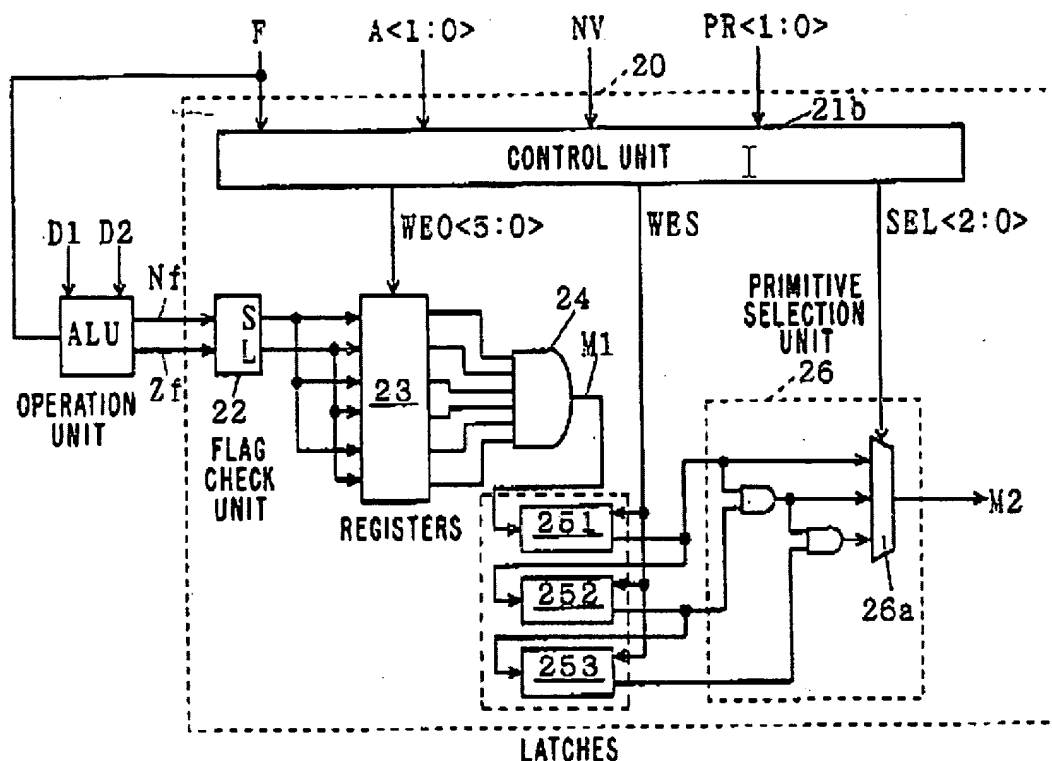 F A<1:0> NV PR<1:0>
20
21b
CONTROL UNIT
D1 D2
WEO<5:0> WES SEL<2:0>
Nf
PRIMITIVE
SELECTION
UNIT
24
S
ALU
L
M1
23
26
Zf
OPERATION
UNIT
22
FLAG
CHECK
UNIT
REGISTERS
251
M2
252
26a
253
LATCHES